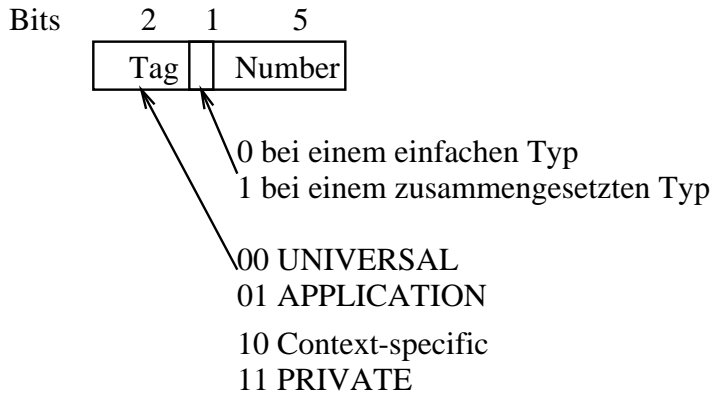 Bits 2 1 5
Tag Number
0 bei einem einfachen Typ
1 bei einem zusammengesetzten Typ
00 UNIVERSAL
01 APPLICATION
10 Context-specific
11 PRIVATE